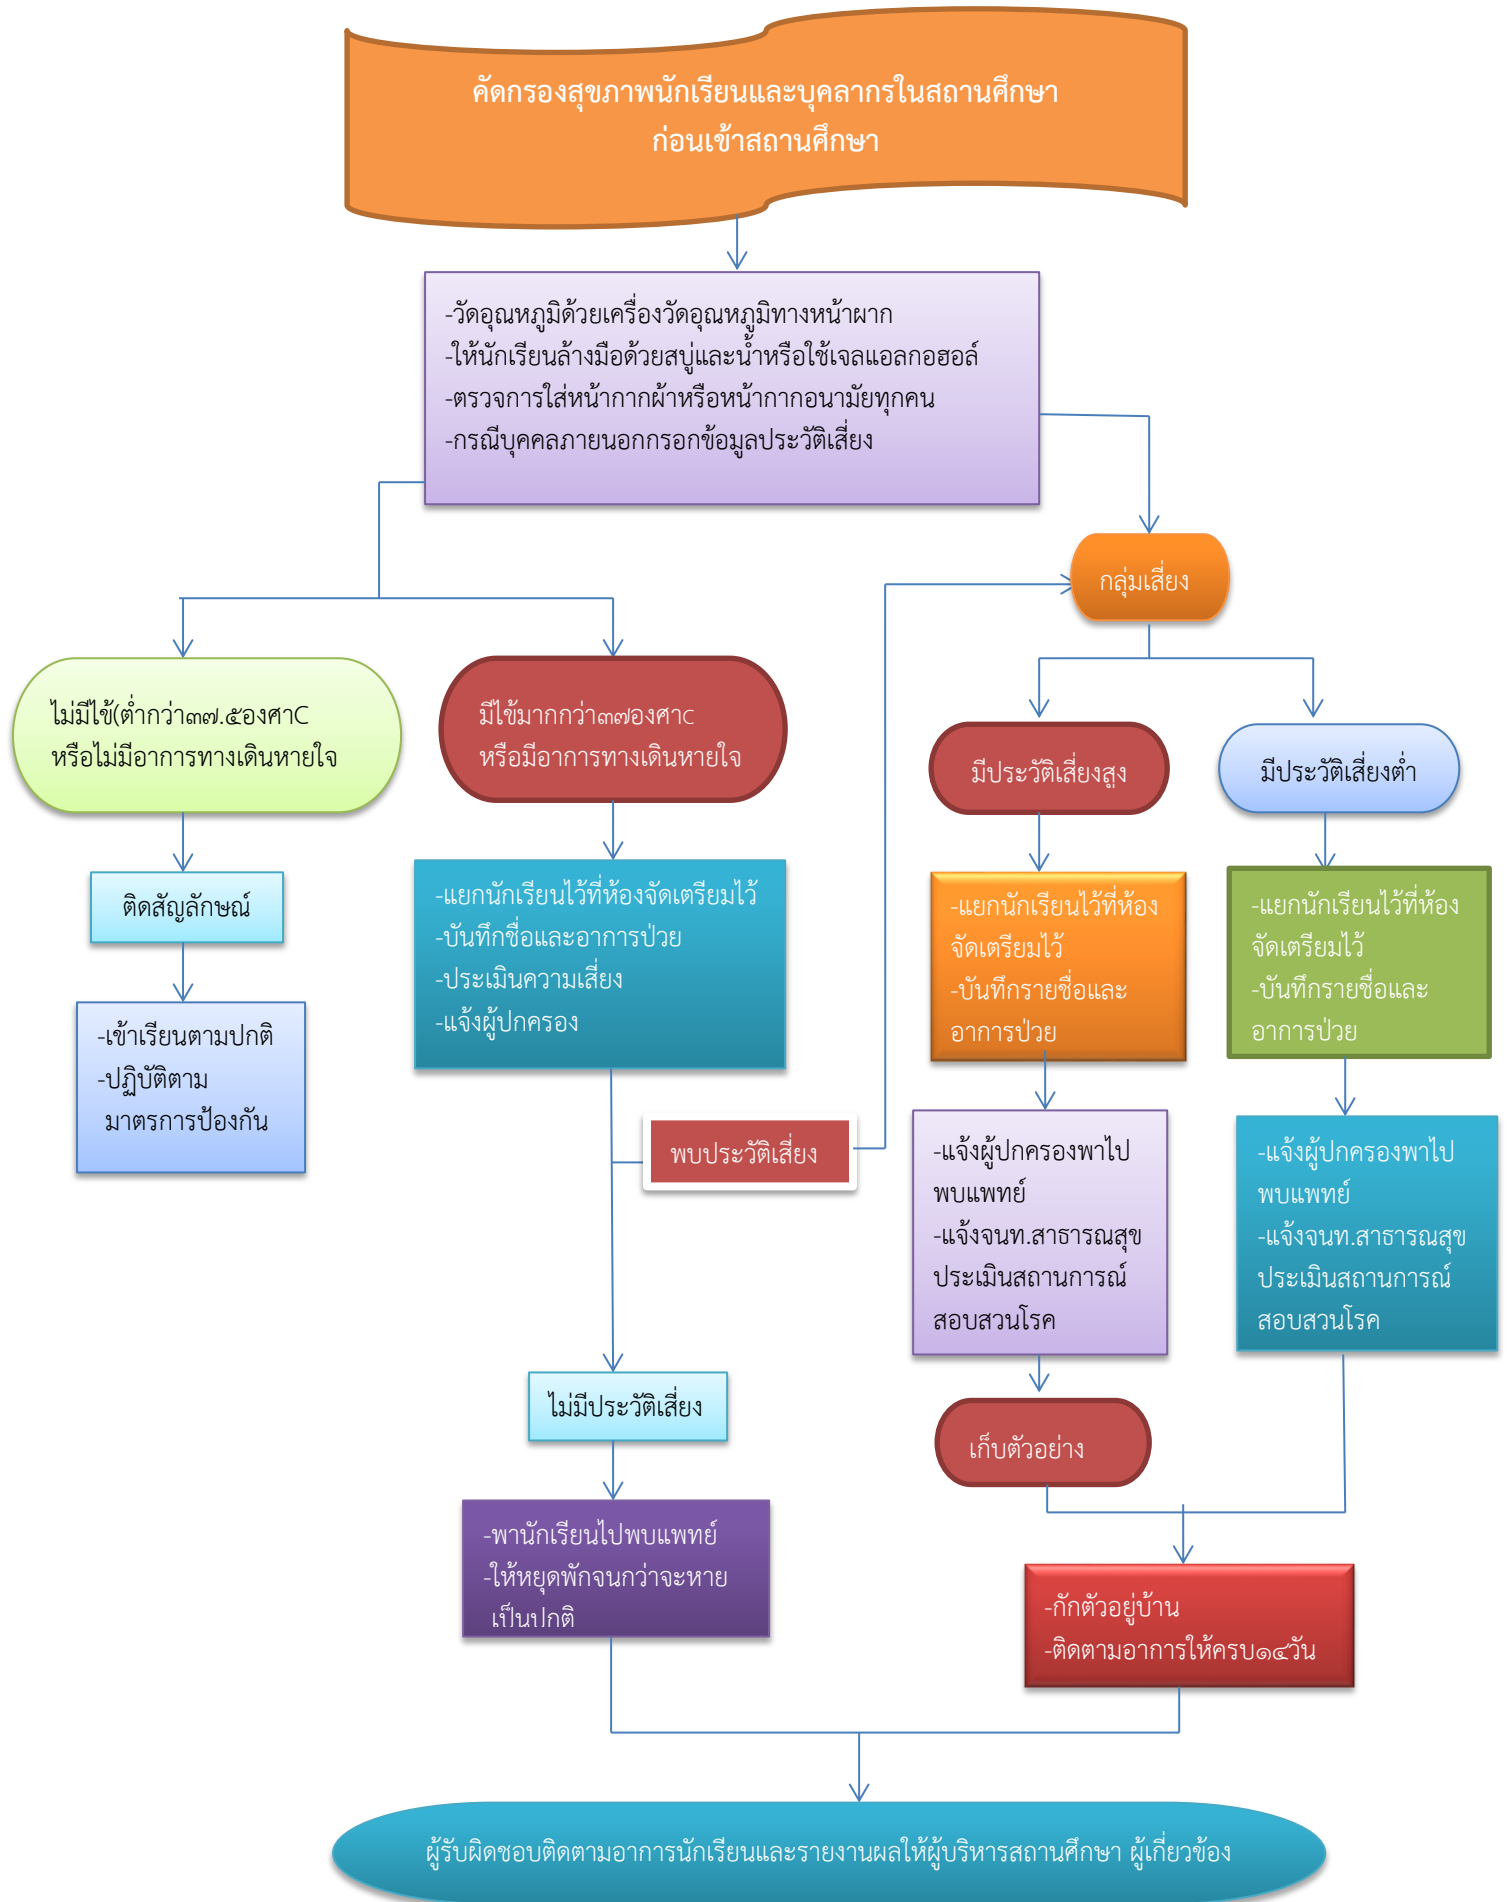 คัดกรองสุขภาพนักเรียนและบุคลากรในสถานศึกษา
ก่อนเข้าสถานศึกษา
-วัดอุณหภูมิด้วยเครื่องวัดอุณหภูมิทางหน้าผาก
-ให้นักเรียนล้างมือด้วยสบู่และน้ำหรือใช้เจลแอลกอฮอล์
-ตรวจการใส่หน้ากากผ้าหรือหน้ากากอนามัยทุกคน
-กรณีบุคคลภายนอกกรอกข้อมูลประวัติเสี่ยง
กลุ่มเสี่ยง
ไม่มีไข้(ต่ำกว่า๓๗.๕องศาC
หรือไม่มีอาการทางเดินหายใจ
มีไข้มากกว่า๓๗องศาC
หรือมีอาการทางเดินหายใจ
มีประวัติเสี่ยงสูง
มีประวัติเสี่ยงต่ำ
ติดสัญลักษณ์
-แยกนักเรียนไว้ที่ห้องจัดเตรียมไว้
-บันทึกชื่อและอาการป่วย
-ประเมินความเสี่ยง
-แจ้งผู้ปกครอง
-แยกนักเรียนไว้ที่ห้อง
จัดเตรียมไว้
-บันทึกรายชื่อและ
อาการป่วย
-แยกนักเรียนไว้ที่ห้อง
จัดเตรียมไว้
-บันทึกรายชื่อและ
อาการป่วย
-เข้าเรียนตามปกติ
-ปฏิบัติตาม
มาตรการป้องกัน
พบประวัติเสี่ยง
-แจ้งผู้ปกครองพาไป
พบแพทย์
-แจ้งจนท.สาธารณสุข
ประเมินสถานการณ์
สอบสวนโรค
-แจ้งผู้ปกครองพาไป
พบแพทย์
-แจ้งจนท.สาธารณสุข
ประเมินสถานการณ์
สอบสวนโรค
ไม่มีประวัติเสี่ยง
เก็บตัวอย่าง
-พานักเรียนไปพบแพทย์
-ให้หยุดพักจนกว่าจะหาย
เป็นปกติ
-กักตัวอยู่บ้าน
-ติดตามอาการให้ครบ๑๔วัน
ผู้รับผิดชอบติดตามอาการนักเรียนและรายงานผลให้ผู้บริหารสถานศึกษา ผู้เกี่ยวข้อง